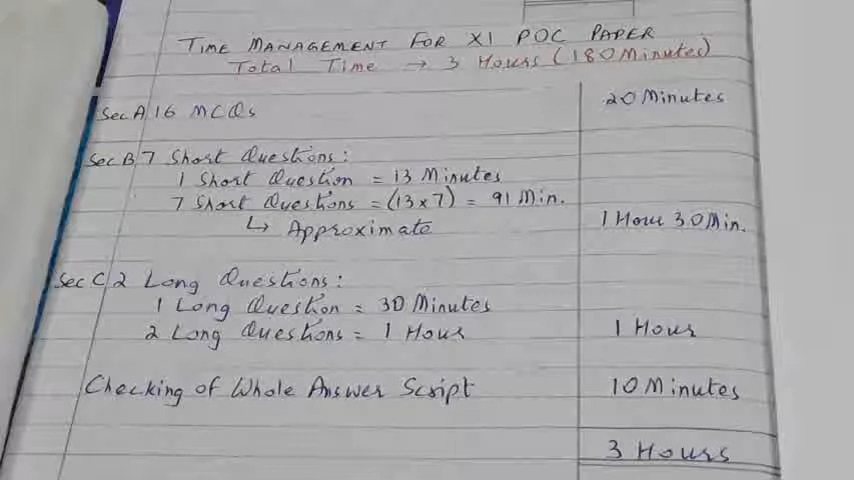 Time Management For XI POC Paper
Total Time → 3 Hours (180 Minutes)
Sec A 16 MCQs 20 Minutes
Sec B 7 Short Questions:
1 Short Question = 13 Minutes
7 Short Questions = (13 x 7) = 91 Min.
↳ Approximate 1 Hour 30 Min.
Sec C 2 Long Questions:
1 Long Question = 30 Minutes
2 Long Questions = 1 Hour 1 Hour
Checking of Whole Answer Script 10 Minutes
3 Hours